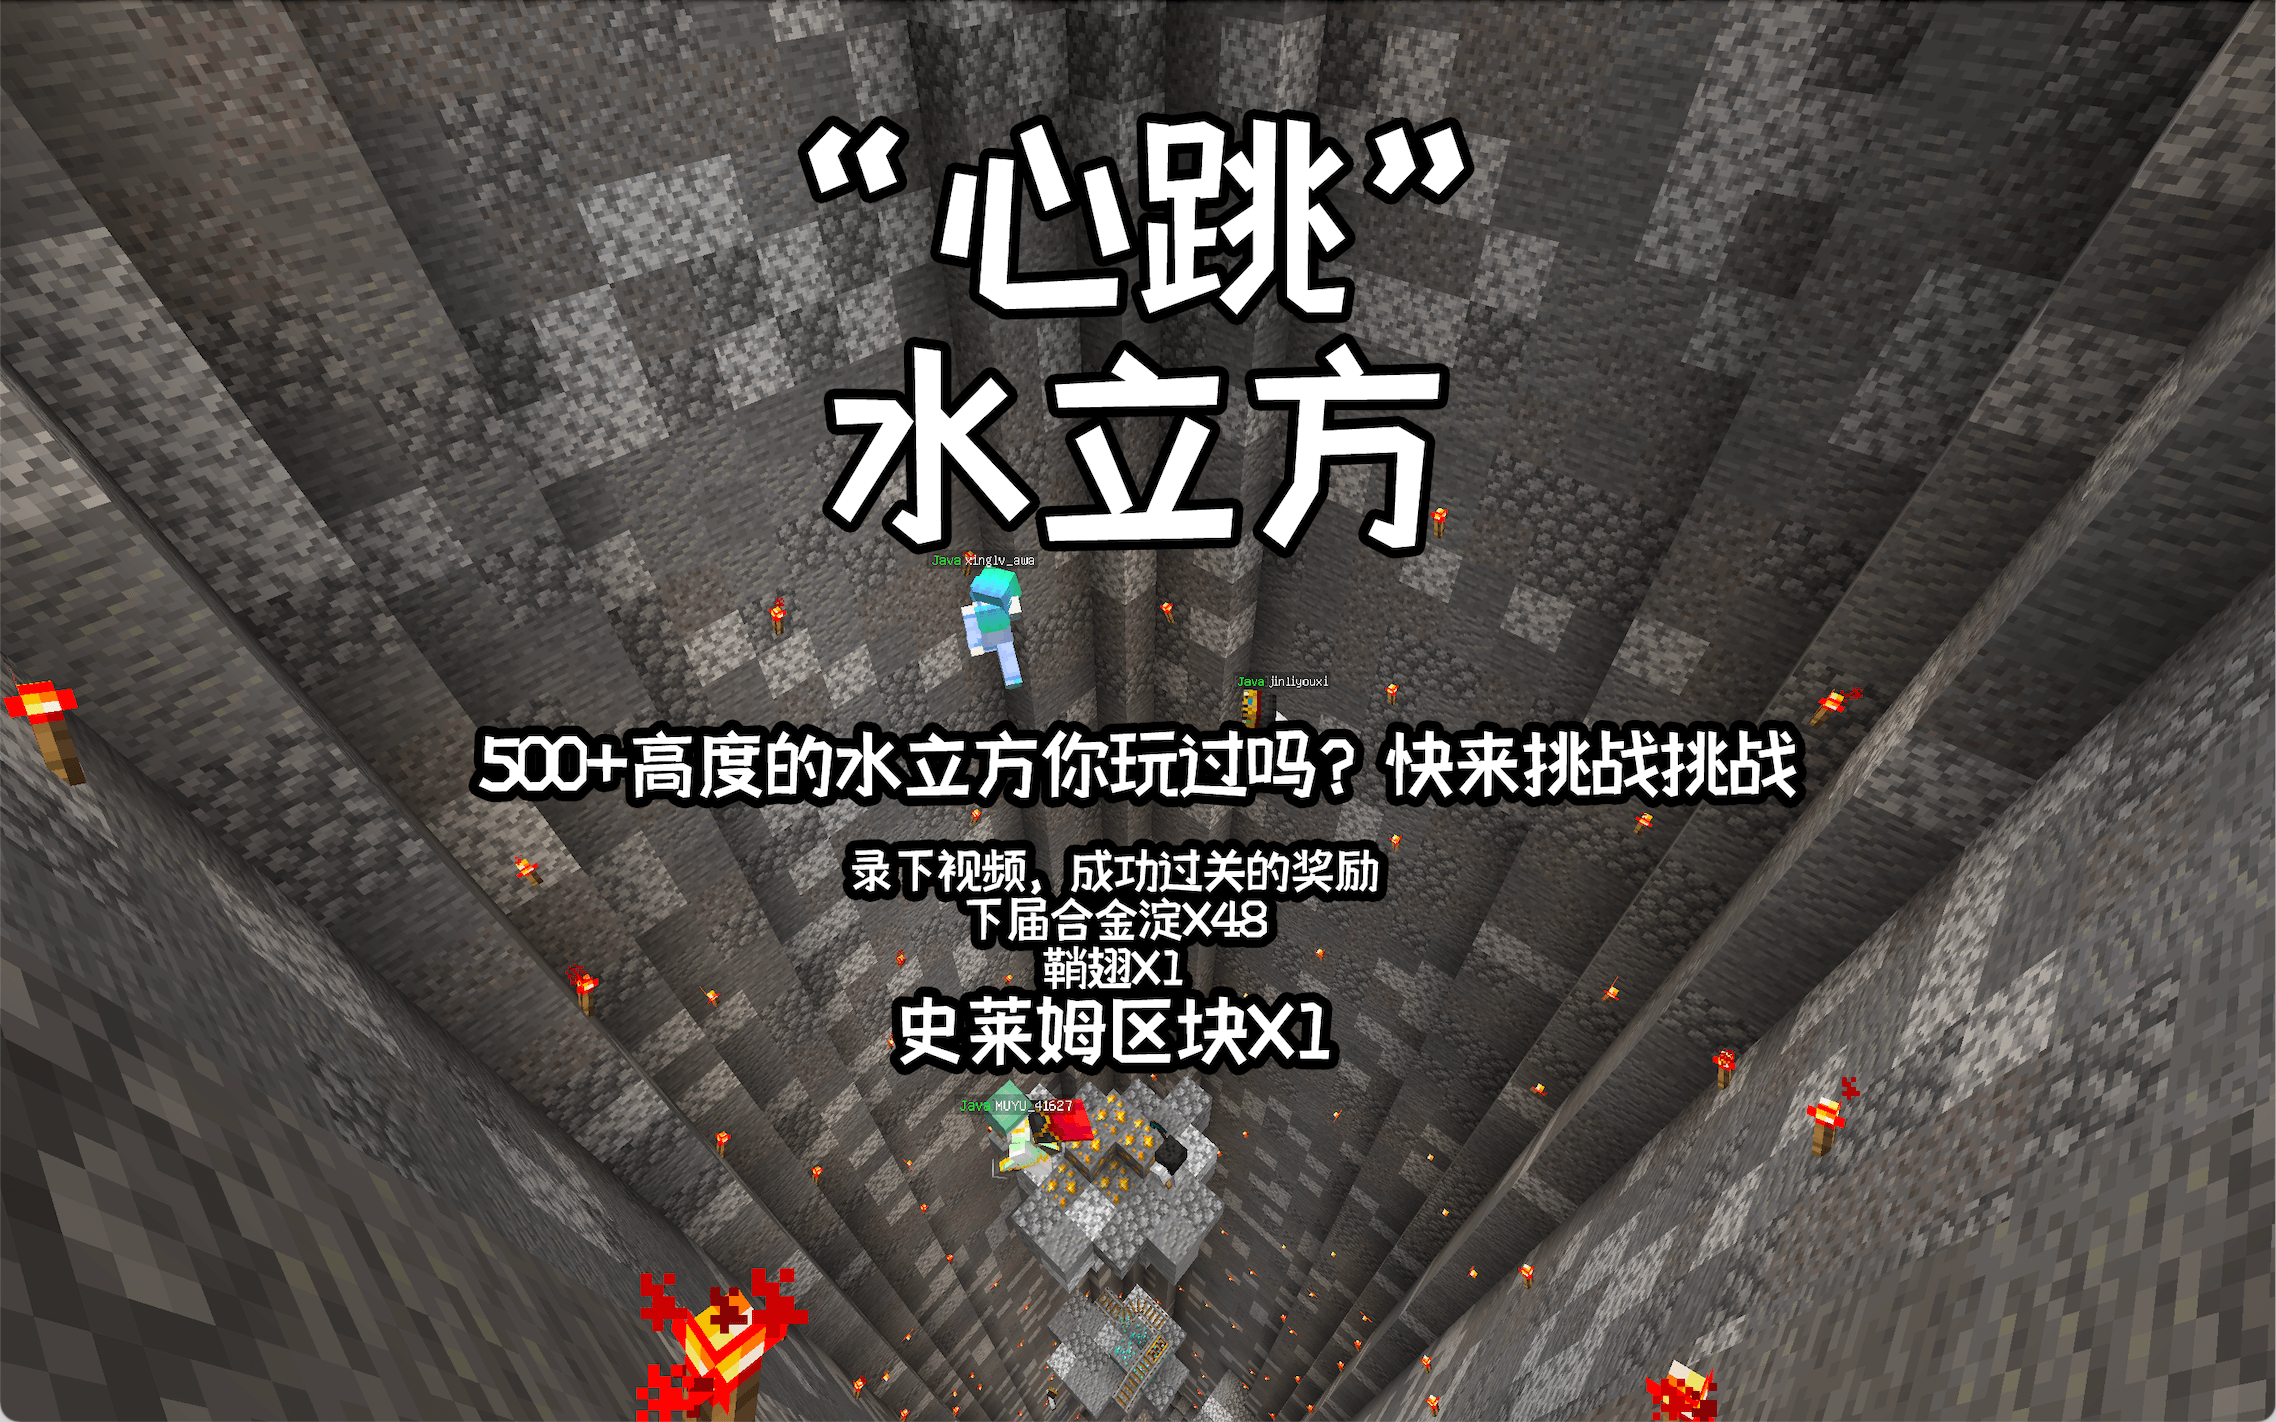 “心跳”
水立方
Java xinglv_awa
Java jinliyouxi
500+高度的水立方你玩过吗？快来挑战挑战
录下视频，成功过关的奖励
下届合金淀X48
鞘翅X1
史莱姆区块X1
Java MUYU_41627